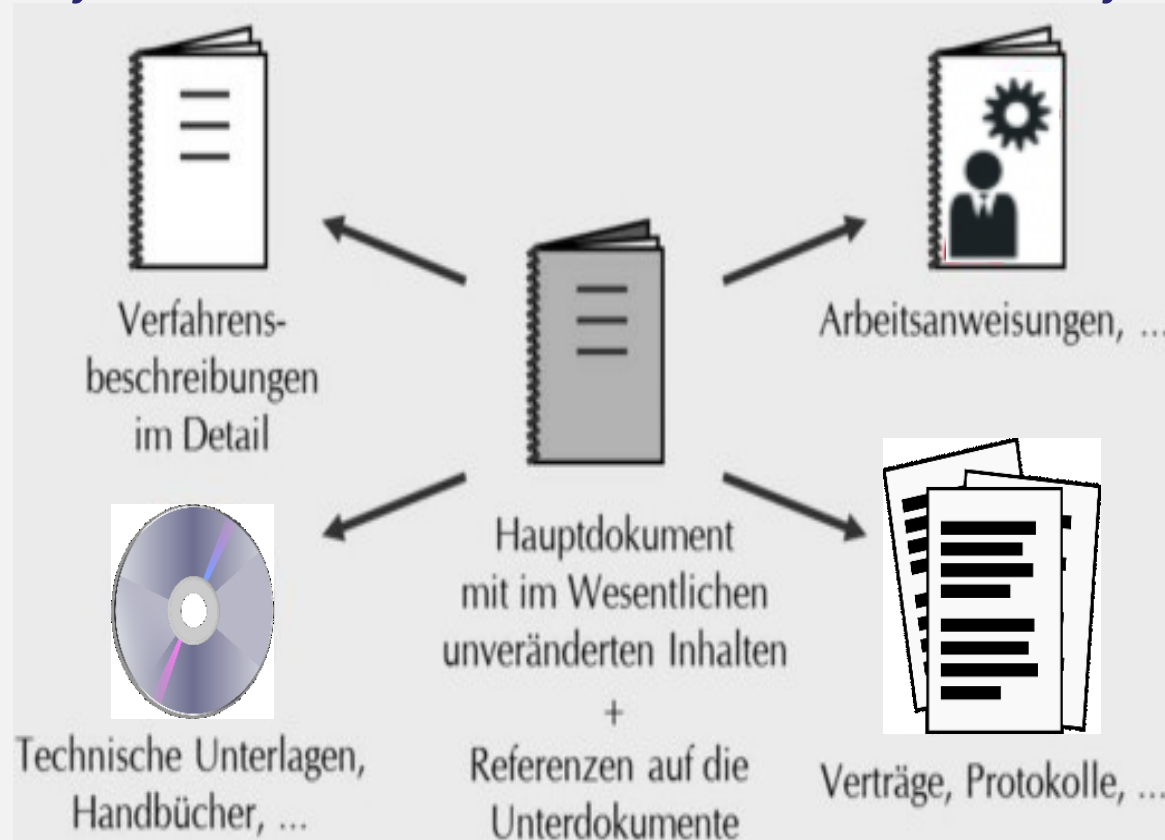 Verfahrens-
beschreibungen
im Detail
Arbeitsanweisungen, ...
Hauptdokument
mit im Wesentlichen
unveränderten Inhalten
+
Referenzen auf die
Unterdokumente
Technische Unterlagen,
Handbücher, ...
Verträge, Protokolle, ...